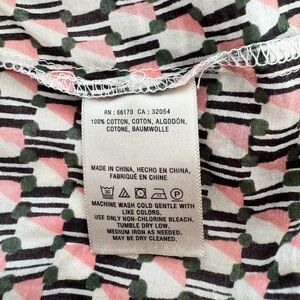 RN : 66170 CA : 32054
100% COTTON, COTON, ALGODÓN,
COTONE, BAUMWOLLE
MADE IN CHINA, HECHO EN CHINA,
FABRIQUÉ EN CHINE
MACHINE WASH COLD GENTLE WITH
LIKE COLORS.
USE ONLY NON-CHLORINE BLEACH.
TUMBLE DRY LOW.
MEDIUM IRON AS NEEDED.
MAY BE DRY CLEANED.